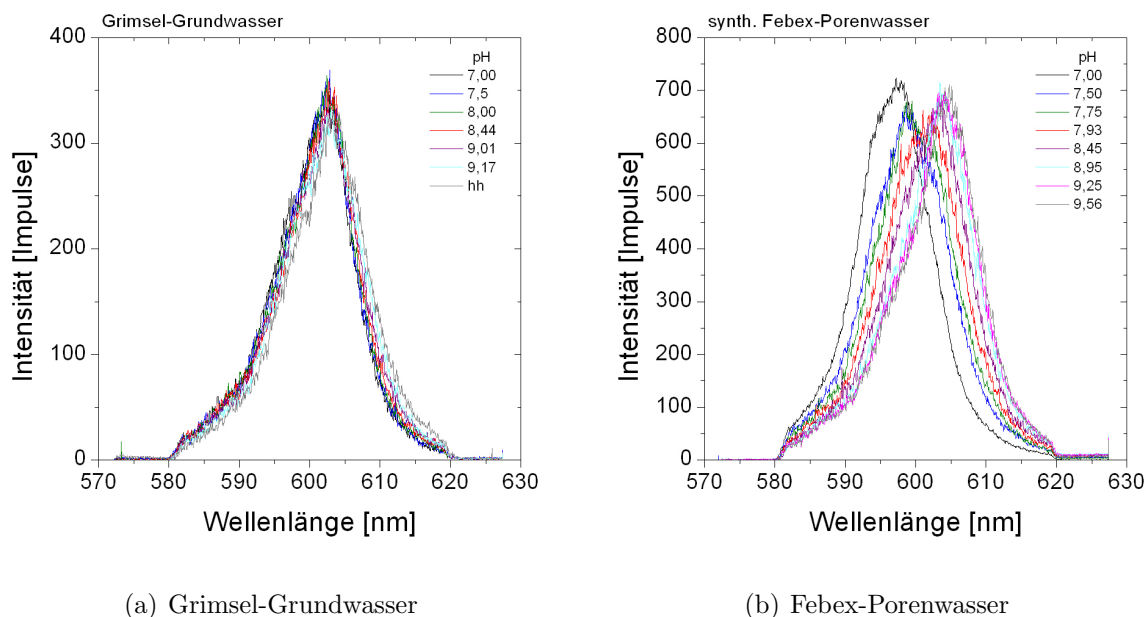 Grimsel-Grundwasser
400
300
200
100
0
570 580 590 600 610 620 630
Intensität [Impulse]
Wellenlänge [nm]
pH
7,00
7,5
8,00
8,44
9,01
9,17
hh
(a) Grimsel-Grundwasser
synth. Febex-Porenwasser
800
700
600
500
400
300
200
100
0
570 580 590 600 610 620 630
Intensität [Impulse]
Wellenlänge [nm]
pH
7,00
7,50
7,75
7,93
8,45
8,95
9,25
9,56
(b) Febex-Porenwasser